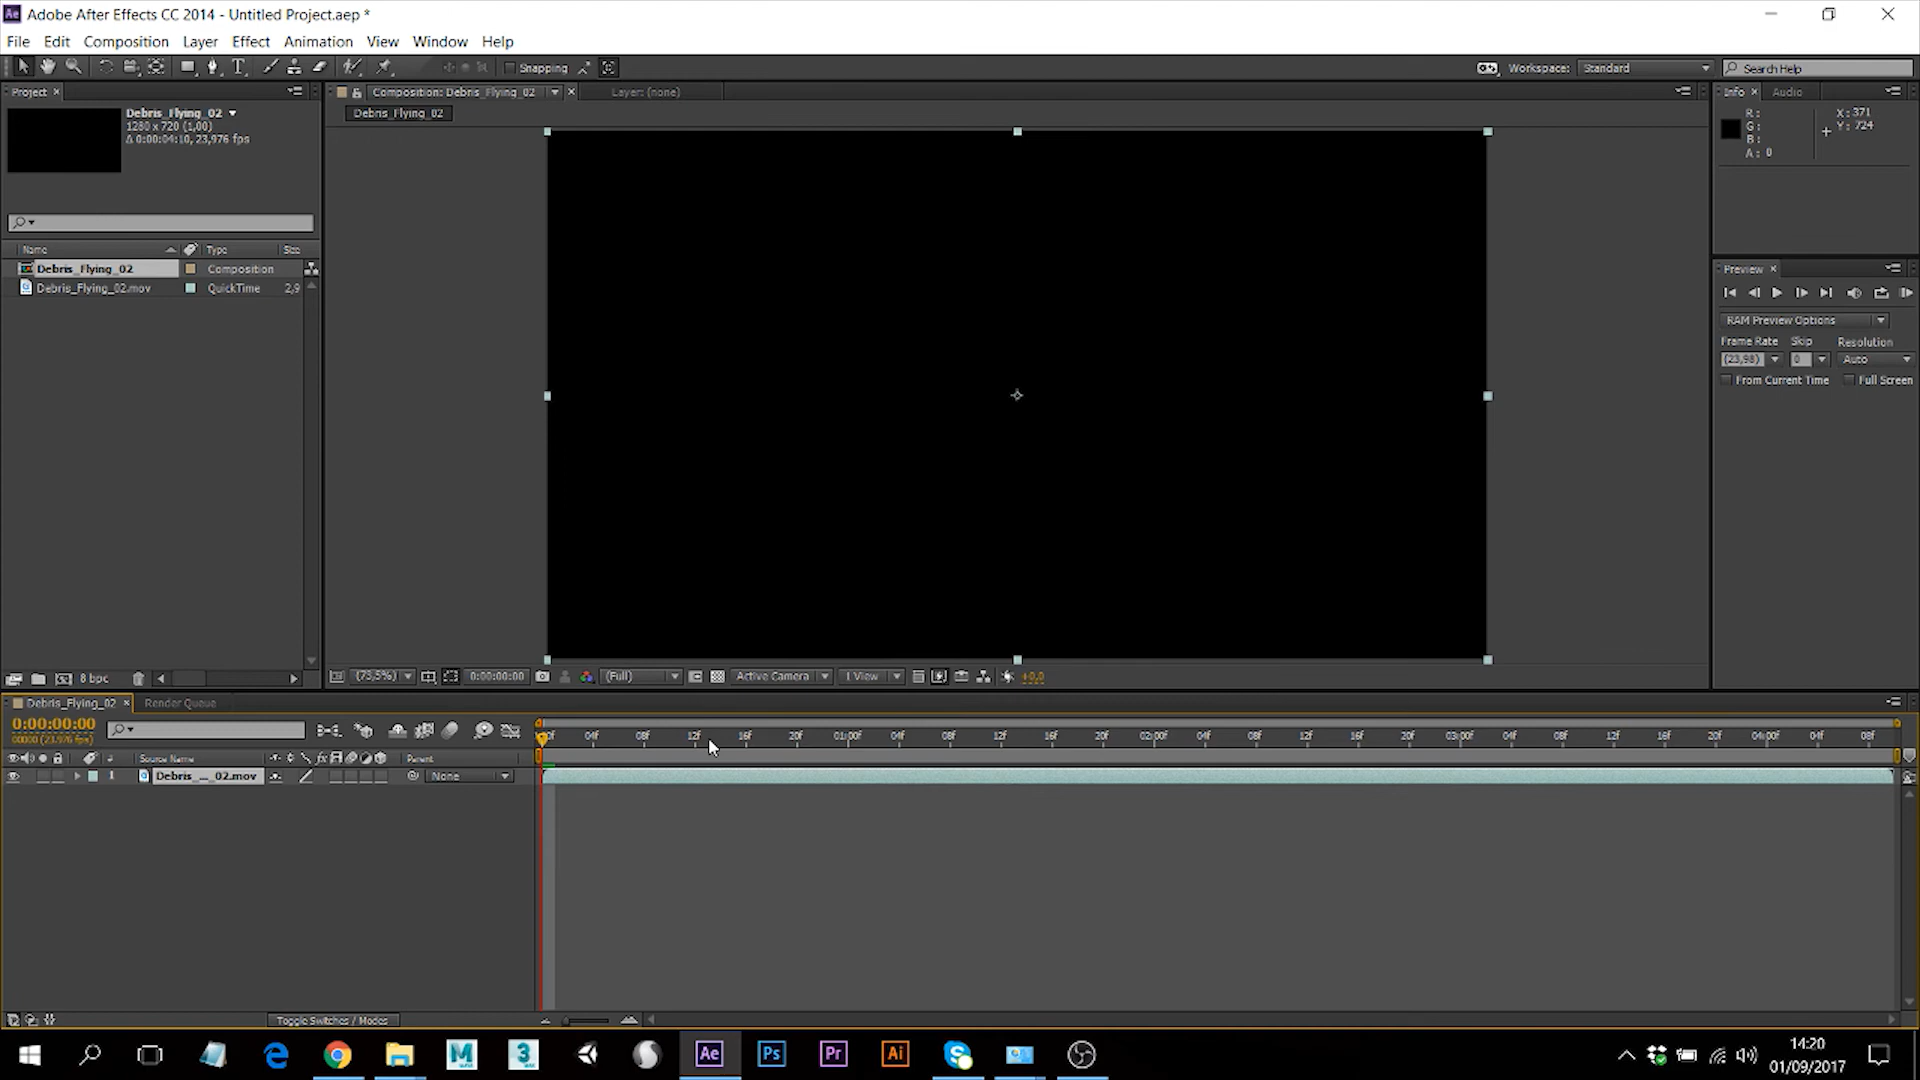 Adobe After Effects CC 2014 - Untitled Project.aep *
File Edit Composition Layer Effect Animation View Window Help
Snapping
Workspace: Standard
Search Help
Project
Debris_Flying_02
1280 x 720 (1,00)
Δ 0:00:04:10, 23,976 fps
Name Type Size
Debris_Flying_02 Composition
Debris_Flying_02.mov QuickTime 2,9
8 bpc
Composition: Debris_Flying_02
Layer: (none)
Debris_Flying_02
(73,5%) 0:00:00:00 (Full) Active Camera 1 View +0,0
Info Audio
R:
G:
B:
A: 0
X: 371
Y: 724
Preview
RAM Preview Options
Frame Rate Skip Resolution
(23,98) 0 Auto
From Current Time Full Screen
Debris_Flying_02 Render Queue
0:00:00:00
00000 (23.976 fps)
04f 08f 12f 16f 20f 01:00f 04f 08f 12f 16f 20f 02:00f 04f 08f 12f 16f 20f 03:00f 04f 08f 12f 16f 20f 04:00f 04f 08f
# Source Name fx Parent
1 Debris_..._02.mov None
Toggle Switches / Modes
M 3 Ae Ps Pr Ai
14:20
01/09/2017